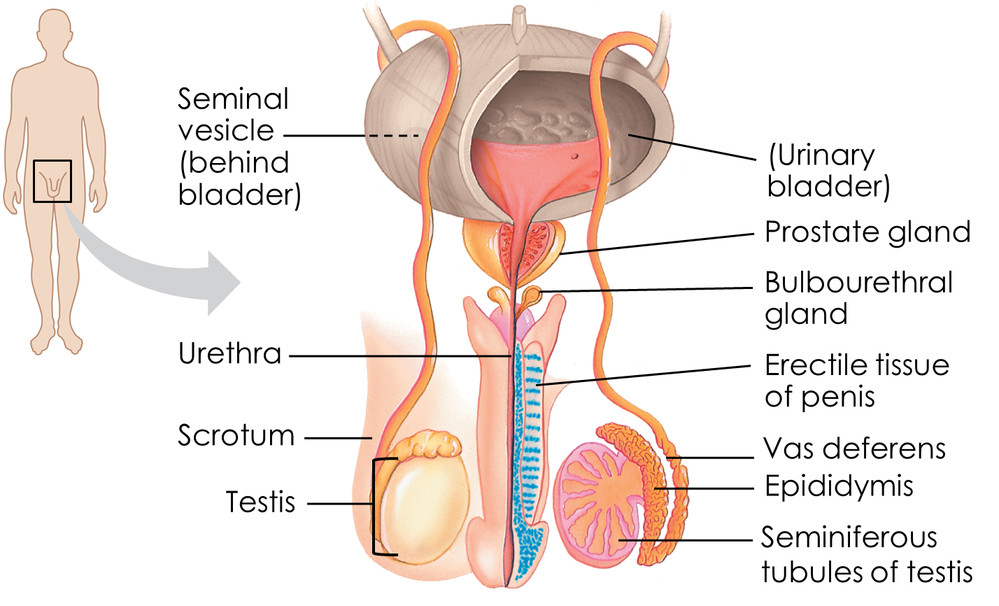 Seminal
vesicle
(behind
bladder)
Urethra
Scrotum
Testis
(Urinary
bladder)
Prostate gland
Bulbourethral
gland
Erectile tissue
of penis
Vas deferens
Epididymis
Seminiferous
tubules of testis